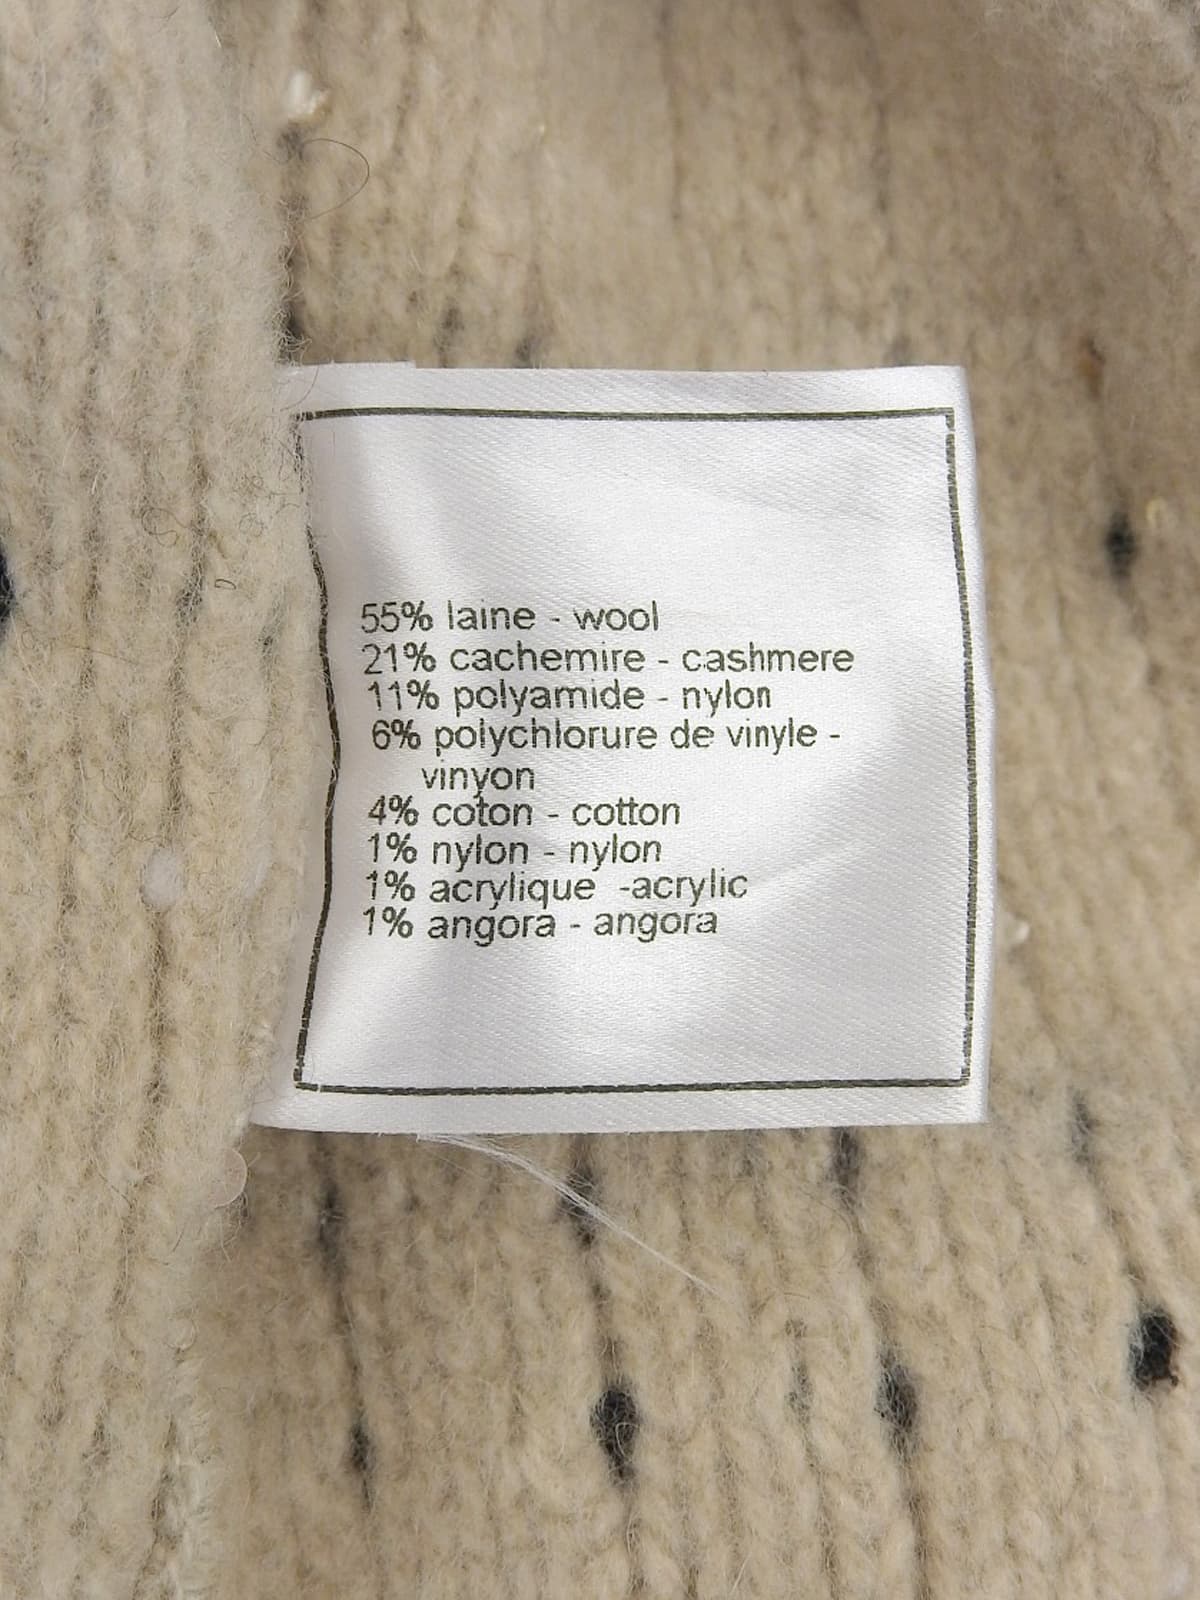 55% laine - wool
21% cachemire - cashmere
11% polyamide - nylon
6% polychlorure de vinyle -
vinyon
4% coton - cotton
1% nylon - nylon
1% acrylique -acrylic
1% angora - angora